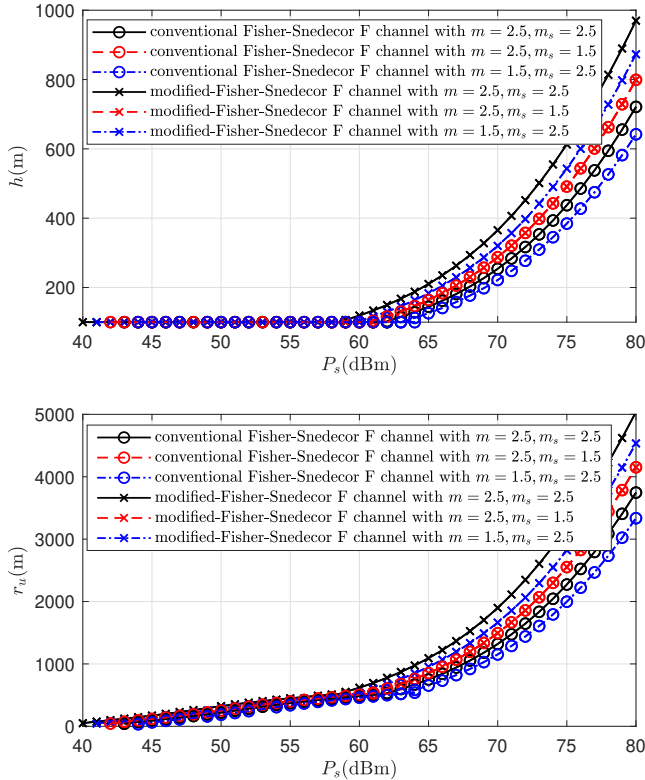 1000
800
600
400
200
h(m)
conventional Fisher-Snedecor F channel with m = 2.5, m_s = 2.5
conventional Fisher-Snedecor F channel with m = 2.5, m_s = 1.5
conventional Fisher-Snedecor F channel with m = 1.5, m_s = 2.5
modified-Fisher-Snedecor F channel with m = 2.5, m_s = 2.5
modified-Fisher-Snedecor F channel with m = 2.5, m_s = 1.5
modified-Fisher-Snedecor F channel with m = 1.5, m_s = 2.5
40 45 50 55 60 65 70 75 80
P_s(dBm)
5000
4000
3000
2000
1000
0
r_u(m)
conventional Fisher-Snedecor F channel with m = 2.5, m_s = 2.5
conventional Fisher-Snedecor F channel with m = 2.5, m_s = 1.5
conventional Fisher-Snedecor F channel with m = 1.5, m_s = 2.5
modified-Fisher-Snedecor F channel with m = 2.5, m_s = 2.5
modified-Fisher-Snedecor F channel with m = 2.5, m_s = 1.5
modified-Fisher-Snedecor F channel with m = 1.5, m_s = 2.5
40 45 50 55 60 65 70 75 80
P_s(dBm)